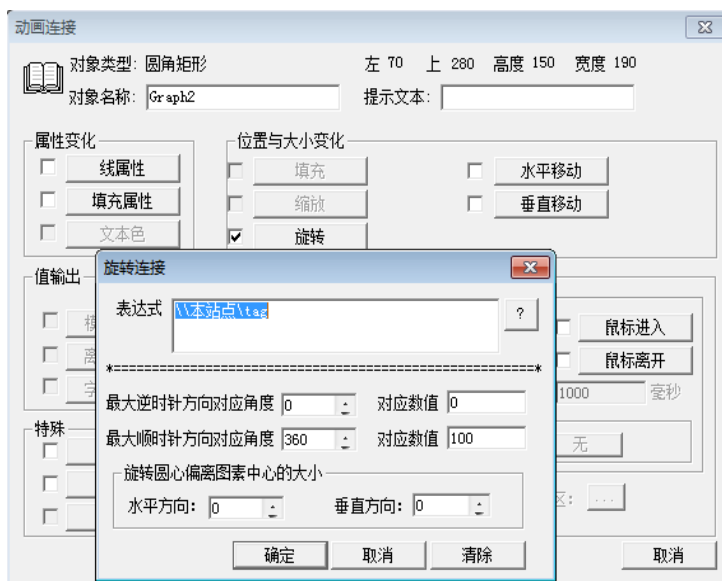 动画连接
对象类型: 圆角矩形 左 70 上 280 高度 150 宽度 190
对象名称: Graph2 提示文本:
属性变化 位置与大小变化
线属性 填充 水平移动
填充属性 缩放 垂直移动
文本色 旋转
值输出
旋转连接
表达式 \\本站点\tag ?
鼠标进入
鼠标离开
*=====================================================*
1000 毫秒
最大逆时针方向对应角度 0 对应数值 0
最大顺时针方向对应角度 360 对应数值 100
特殊
无
旋转圆心偏离图素中心的大小
水平方向: 0 垂直方向: 0
...
确定 取消 清除 取消